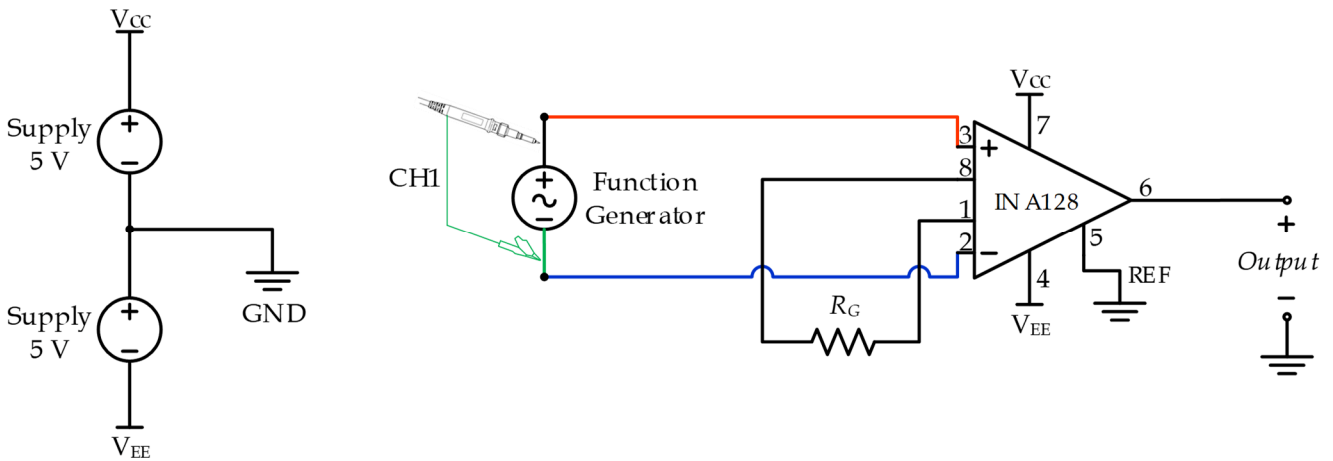 VCC
Supply
5 V
GND
Supply
5 V
VEE
CH1
Function
Generator
RG
VCC
7
3
8
1
2
INA128
6
5
4
REF
VEE
Output